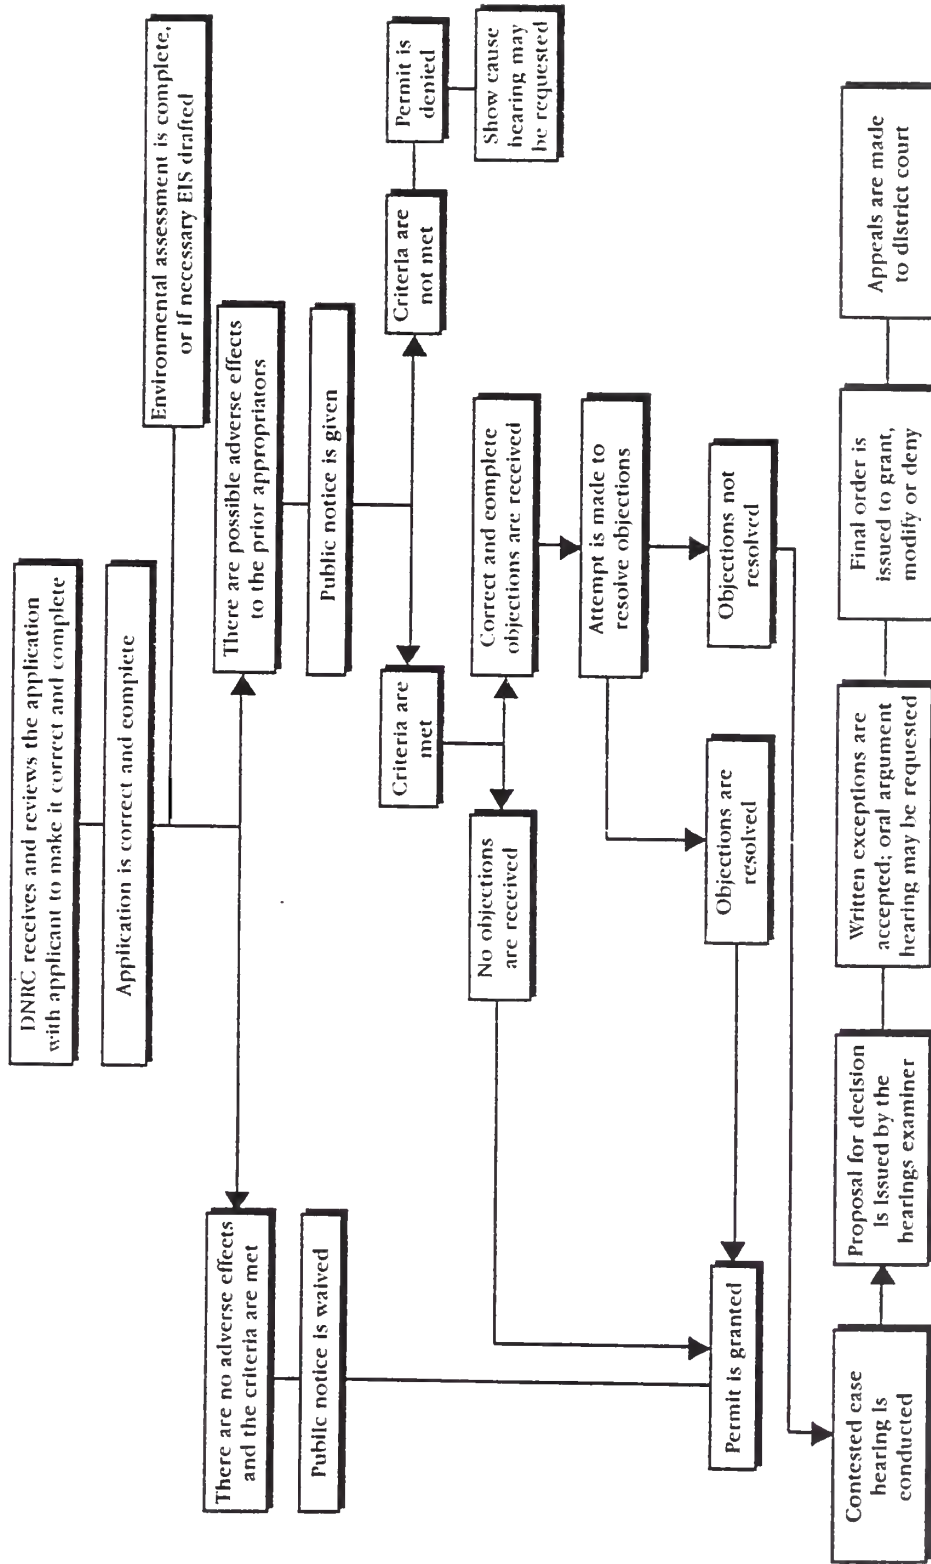 DNRC receives and reviews the application
with applicant to make it correct and complete
Application is correct and complete
Environmental assessment is complete,
or if necessary EIS drafted
There are no adverse effects
and the criteria are met
There are possible adverse effects
to the prior appropriators
Public notice is waived
Public notice is given
Criteria are
met
Criteria are
not met
Permit is
denied
Show cause
hearing may
be requested
No objections
are received
Correct and complete
objections are received
Attempt is made to
resolve objections
Permit is granted
Objections are
resolved
Objections not
resolved
Contested case
hearing is
conducted
Proposal for decision
is issued by the
hearings examiner
Written exceptions are
accepted; oral argument
hearing may be requested
Final order is
issued to grant,
modify or deny
Appeals are made
to district court